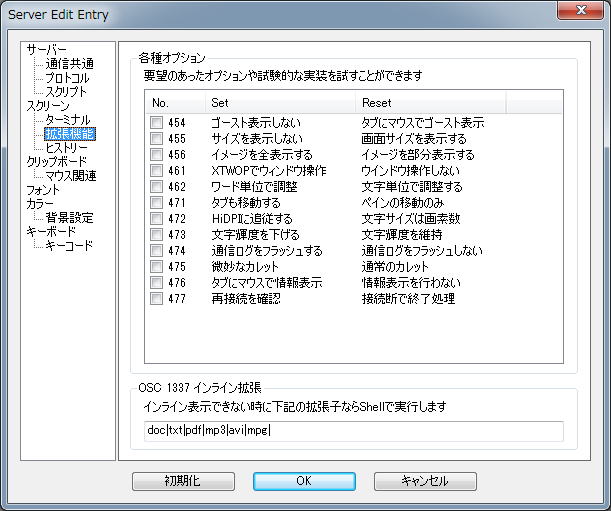 Server Edit Entry
サーバー
通信共通
プロトコル
スクリプト
スクリーン
ターミナル
拡張機能
ヒストリー
クリップボード
マウス関連
フォント
カラー
背景設定
キーボード
キーコード
各種オプション
要望のあったオプションや試験的な実装を試すことができます
No. Set Reset
454 ゴースト表示しない タブにマウスでゴースト表示
455 サイズを表示しない 画面サイズを表示する
456 イメージを全表示する イメージを部分表示する
461 XTWOPでウィンドウ操作 ウインドウ操作しない
462 ワード単位で調整 文字単位で調整する
471 タブも移動する ペインの移動のみ
472 HiDPIに追従する 文字サイズは画素数
473 文字輝度を下げる 文字輝度を維持
474 通信ログをフラッシュする 通信ログをフラッシュしない
475 微妙なカレット 通常のカレット
476 タブにマウスで情報表示 情報表示を行わない
477 再接続を確認 接続断で終了処理
OSC 1337 インライン拡張
インライン表示できない時に下記の拡張子ならShellで実行します
doc|txt|pdf|mp3|avi|mpg|
初期化 OK キャンセル